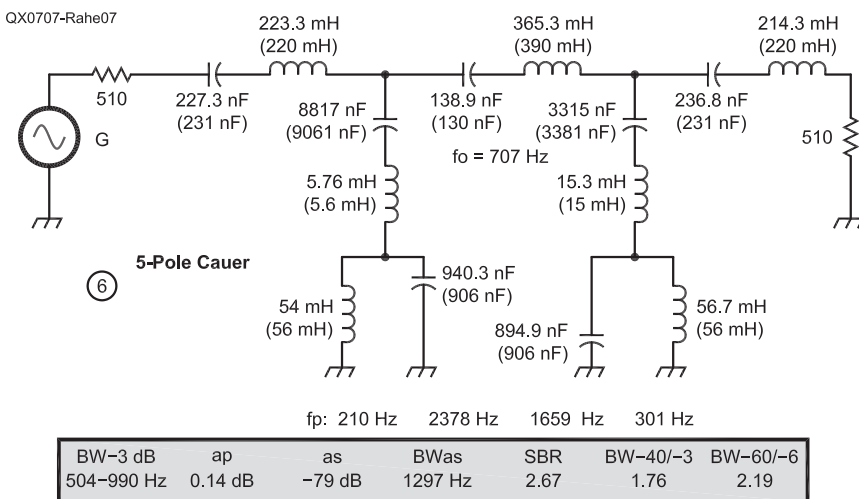 QX0707-Rahe07
223.3 mH
(220 mH)
365.3 mH
(390 mH)
214.3 mH
(220 mH)
510
227.3 nF
(231 nF)
8817 nF
(9061 nF)
138.9 nF
(130 nF)
3315 nF
(3381 nF)
236.8 nF
(231 nF)
510
G
fo = 707 Hz
5.76 mH
(5.6 mH)
15.3 mH
(15 mH)
5-Pole Cauer
6
940.3 nF
(906 nF)
54 mH
(56 mH)
894.9 nF
(906 nF)
56.7 mH
(56 mH)
fp: 210 Hz 2378 Hz 1659 Hz 301 Hz
BW−3 dB ap as BWas SBR BW-40/-3 BW-60/-6
504−990 Hz 0.14 dB −79 dB 1297 Hz 2.67 1.76 2.19